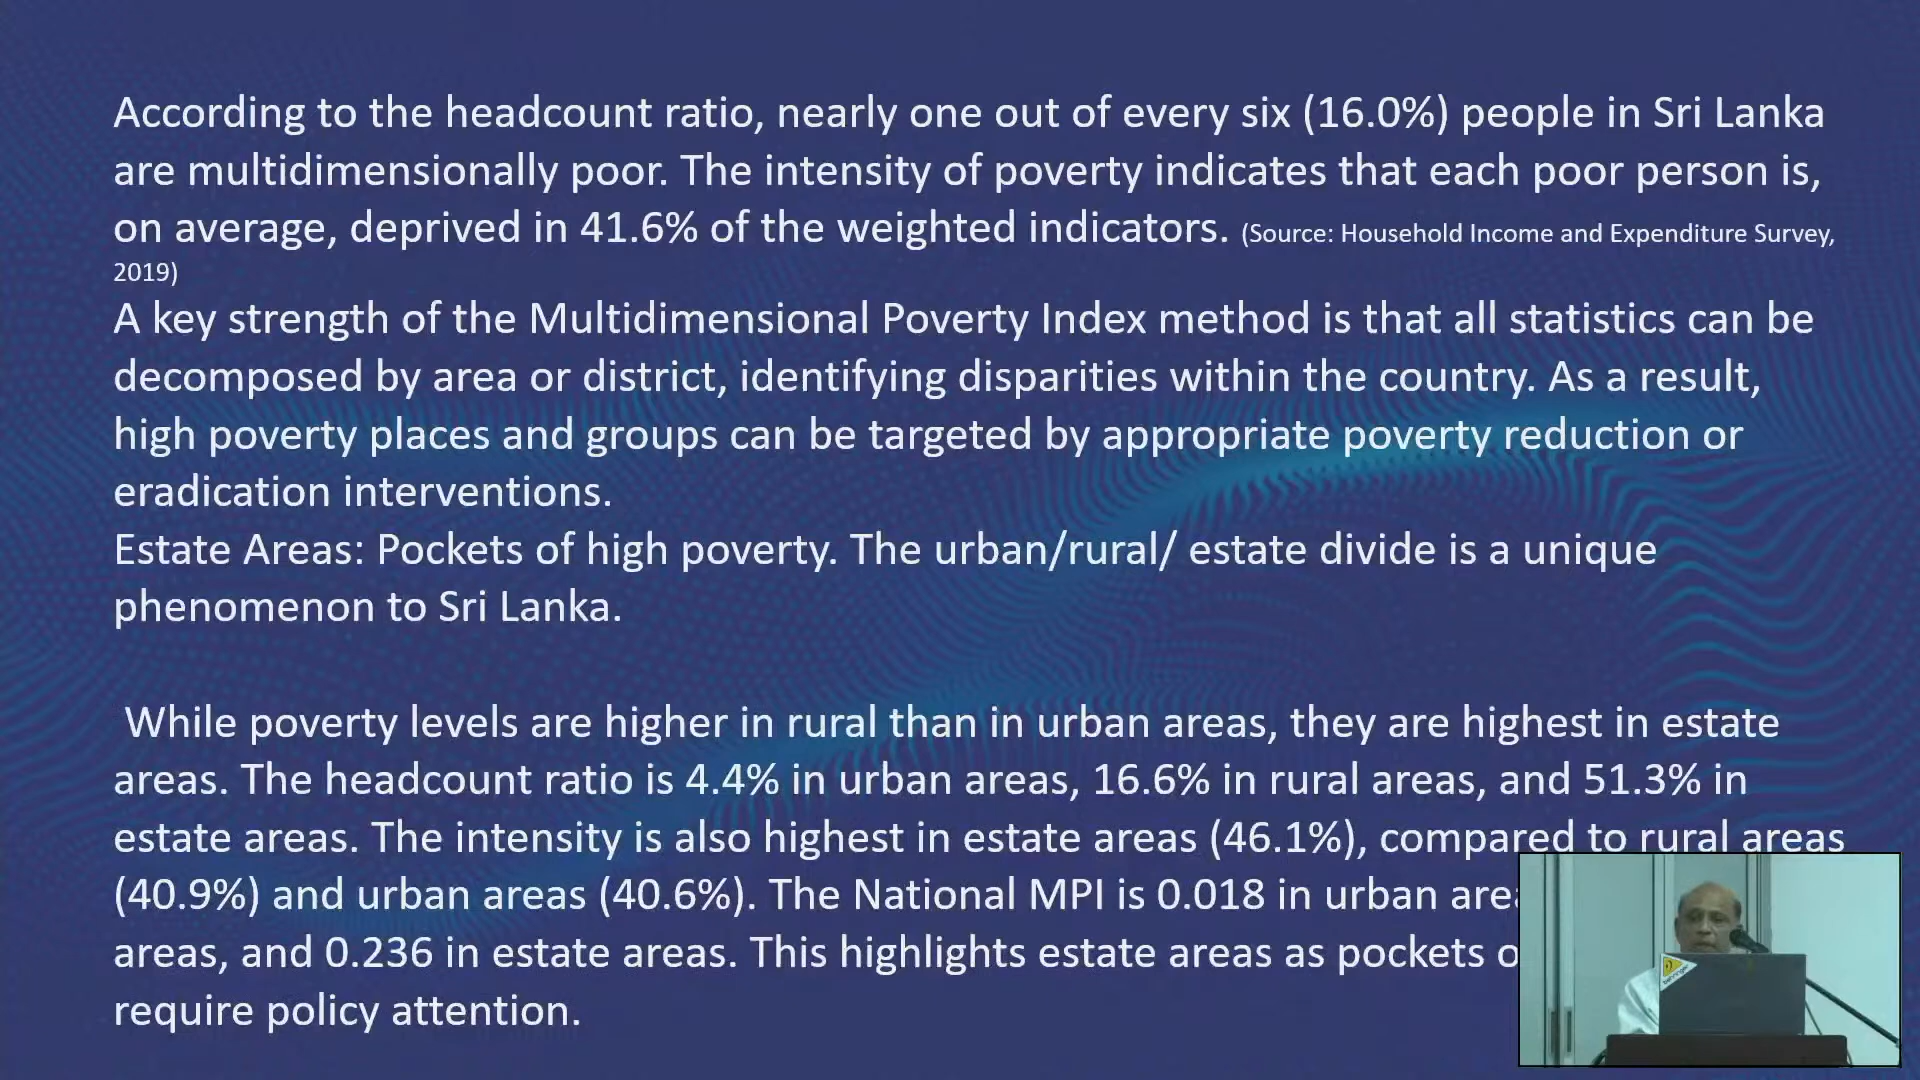 According to the headcount ratio, nearly one out of every six (16.0%) people in Sri Lanka
are multidimensionally poor. The intensity of poverty indicates that each poor person is,
on average, deprived in 41.6% of the weighted indicators. (Source: Household Income and Expenditure Survey,
2019)
A key strength of the Multidimensional Poverty Index method is that all statistics can be
decomposed by area or district, identifying disparities within the country. As a result,
high poverty places and groups can be targeted by appropriate poverty reduction or
eradication interventions.
Estate Areas: Pockets of high poverty. The urban/rural/ estate divide is a unique
phenomenon to Sri Lanka.
While poverty levels are higher in rural than in urban areas, they are highest in estate
areas. The headcount ratio is 4.4% in urban areas, 16.6% in rural areas, and 51.3% in
estate areas. The intensity is also highest in estate areas (46.1%), compared to rural areas
(40.9%) and urban areas (40.6%). The National MPI is 0.018 in urban
areas, and 0.236 in estate areas. This highlights estate areas as pockets
require policy attention.